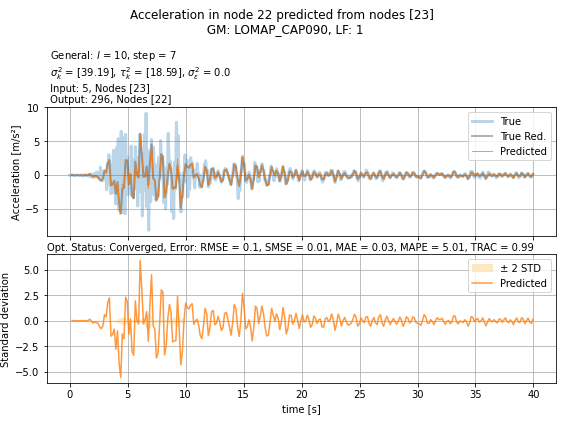 Acceleration in node 22 predicted from nodes [23]
GM: LOMAP_CAP090, LF: 1
General: l = 10, step = 7
σ²ₖ = [39.19], τ²ₖ = [18.59], σ²ε = 0.0
Input: 5, Nodes [23]
Output: 296, Nodes [22]
10
5
0
−5
Acceleration [m/s²]
True
True Red.
Predicted
Opt. Status: Converged, Error: RMSE = 0.1, SMSE = 0.01, MAE = 0.03, MAPE = 5.01, TRAC = 0.99
5.0
2.5
0.0
−2.5
−5.0
Standard deviation
± 2 STD
Predicted
0 5 10 15 20 25 30 35 40
time [s]